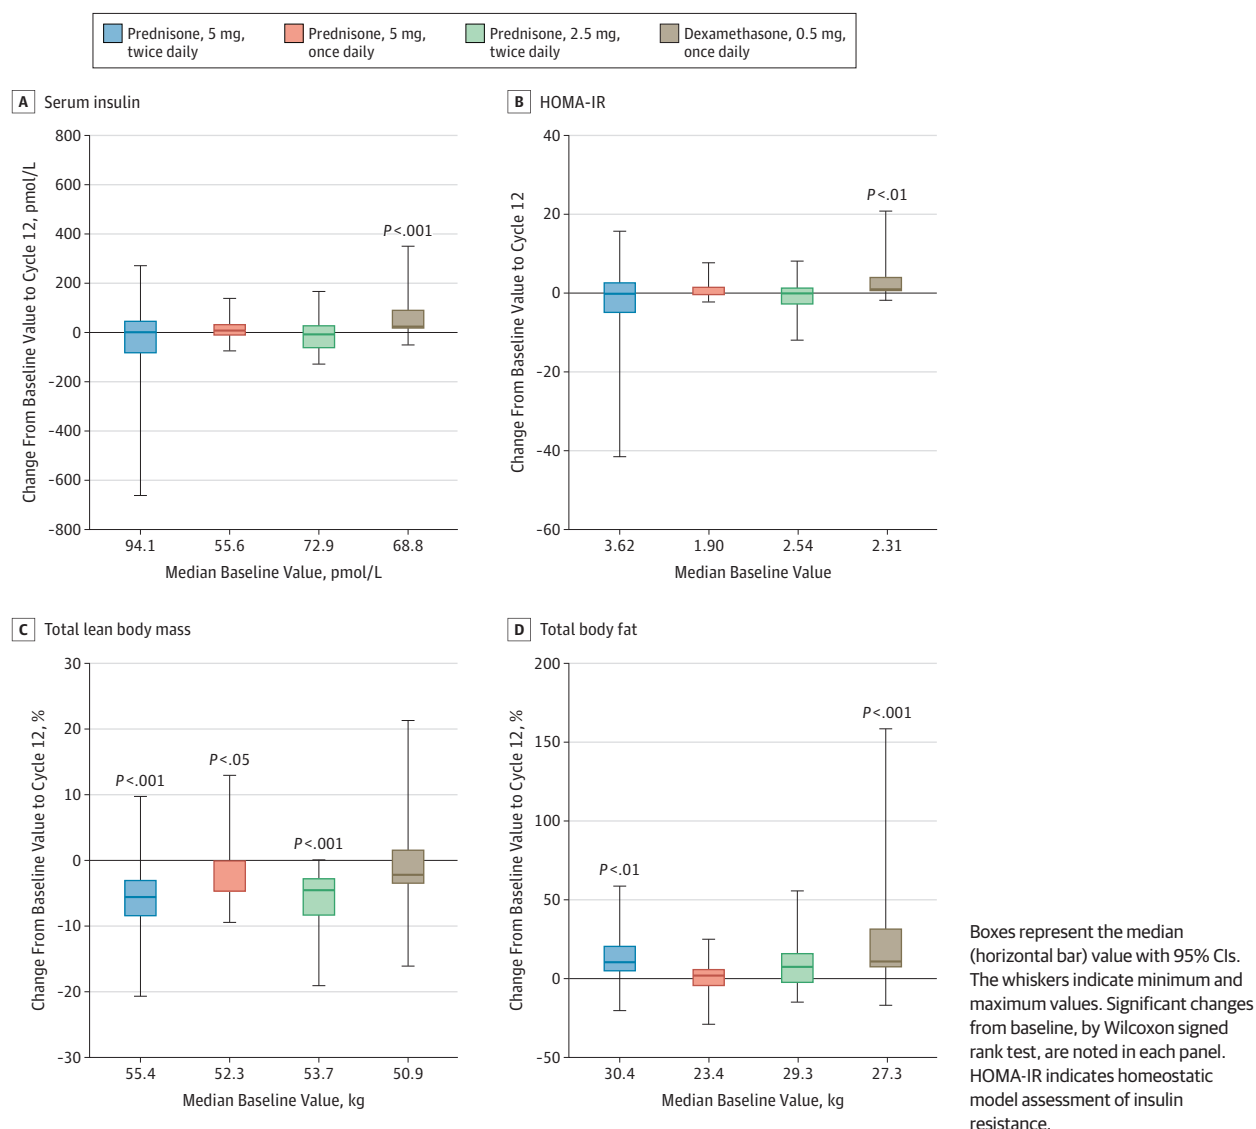 Prednisone, 5 mg, twice daily
Prednisone, 5 mg, once daily
Prednisone, 2.5 mg, twice daily
Dexamethasone, 0.5 mg, once daily
A Serum insulin
Change From Baseline Value to Cycle 12, pmol/L
800
600
400
200
0
-200
-400
-600
-800
P<.001
94.1 55.6 72.9 68.8
Median Baseline Value, pmol/L
B HOMA-IR
Change From Baseline Value to Cycle 12
40
20
0
-20
-40
-60
P<.01
3.62 1.90 2.54 2.31
Median Baseline Value
C Total lean body mass
Change From Baseline Value to Cycle 12, %
30
20
10
0
-10
-20
-30
P<.001
P<.05
P<.001
55.4 52.3 53.7 50.9
Median Baseline Value, kg
D Total body fat
Change From Baseline Value to Cycle 12, %
200
150
100
50
0
-50
P<.01
P<.001
30.4 23.4 29.3 27.3
Median Baseline Value, kg
Boxes represent the median
(horizontal bar) value with 95% CIs.
The whiskers indicate minimum and
maximum values. Significant changes
from baseline, by Wilcoxon signed
rank test, are noted in each panel.
HOMA-IR indicates homeostatic
model assessment of insulin
resistance.